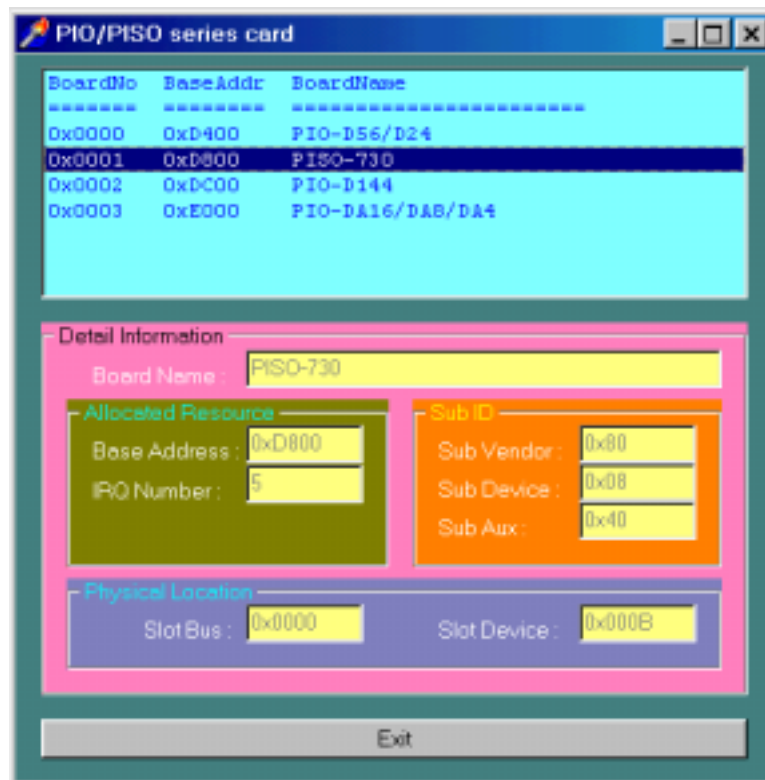 PIO/PISO series card
BoardNo BaseAddr BoardName
======= ======== =======================
0x0000 0xD400 PIO-D56/D24
0x0001 0xD800 PISO-730
0x0002 0xDC00 PIO-D144
0x0003 0xE000 PIO-DA16/DA8/DA4
Detail Information
Board Name : PISO-730
Allocated Resource
Base Address : 0xD800
IRQ Number : 5
Sub ID
Sub Vendor : 0x80
Sub Device : 0x08
Sub Aux : 0x40
Physical Location
Slot Bus : 0x0000 Slot Device : 0x000B
Exit